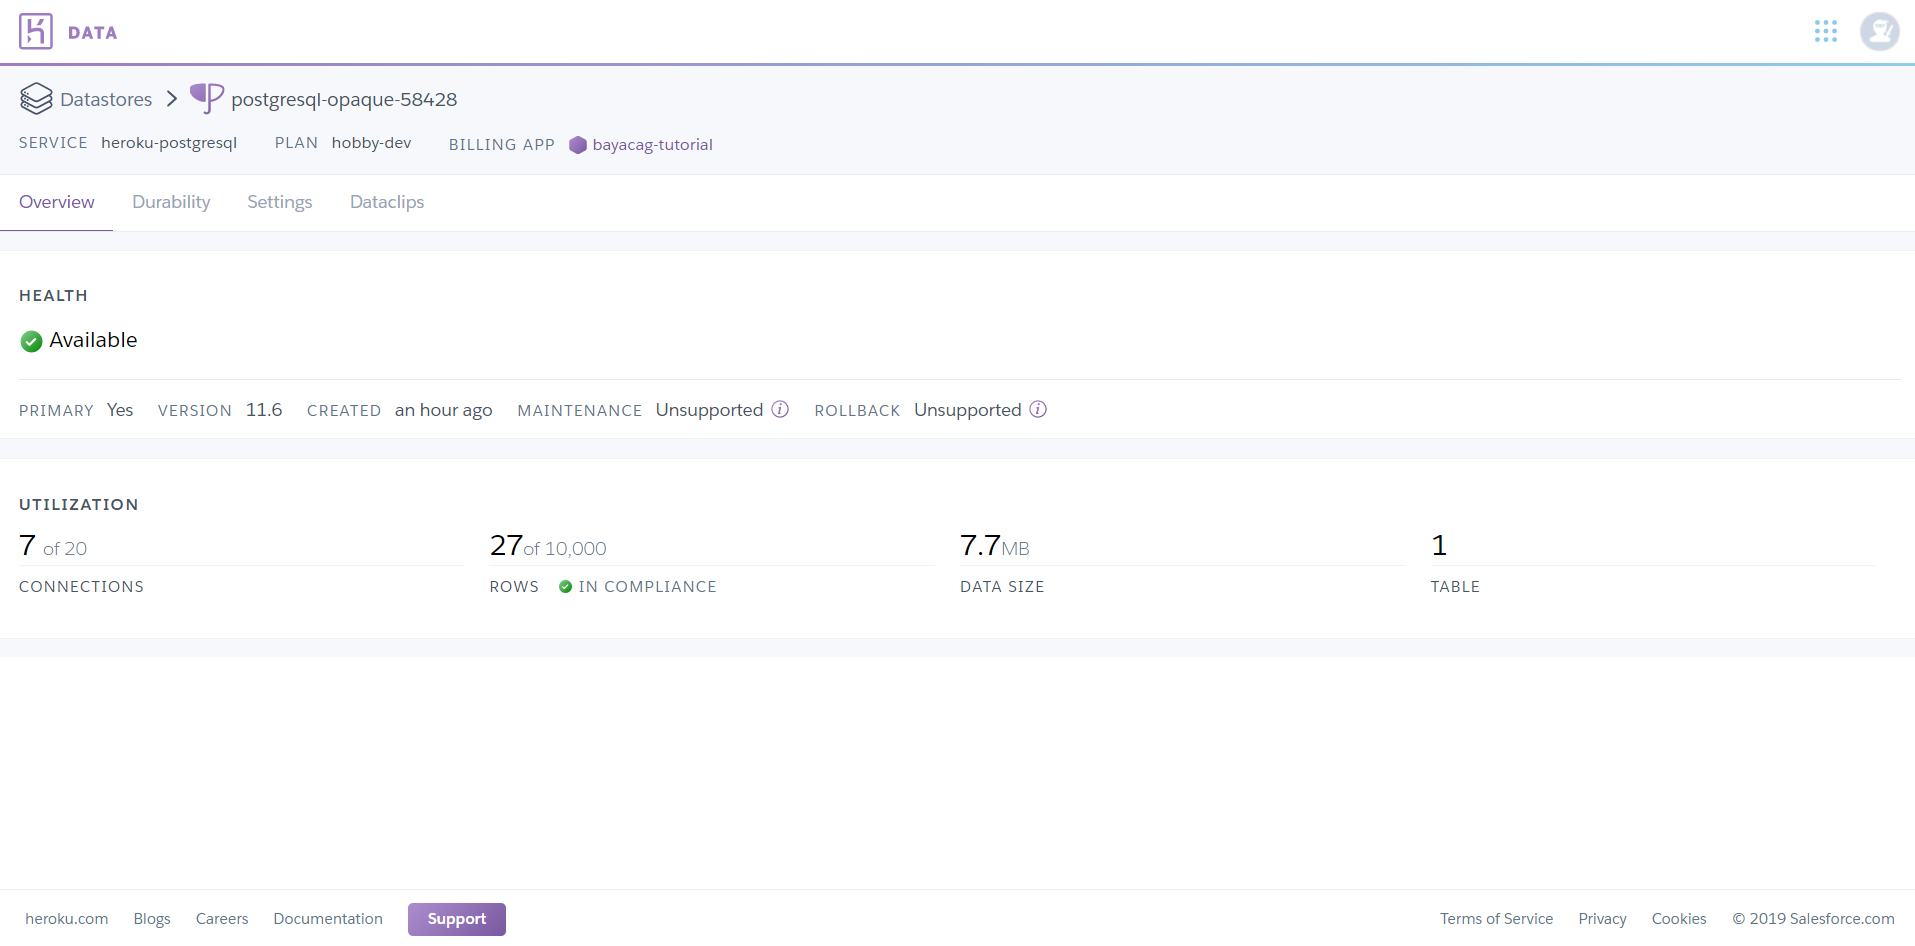 DATA
Datastores postgresql-opaque-58428
SERVICE heroku-postgresql PLAN hobby-dev BILLING APP bayacag-tutorial
Overview Durability Settings Dataclips
HEALTH
Available
PRIMARY Yes VERSION 11.6 CREATED an hour ago MAINTENANCE Unsupported ROLLBACK Unsupported
UTILIZATION
7 of 20 27 of 10,000 7.7 MB 1
CONNECTIONS ROWS IN COMPLIANCE DATA SIZE TABLE
heroku.com Blogs Careers Documentation Support Terms of Service Privacy Cookies © 2019 Salesforce.com